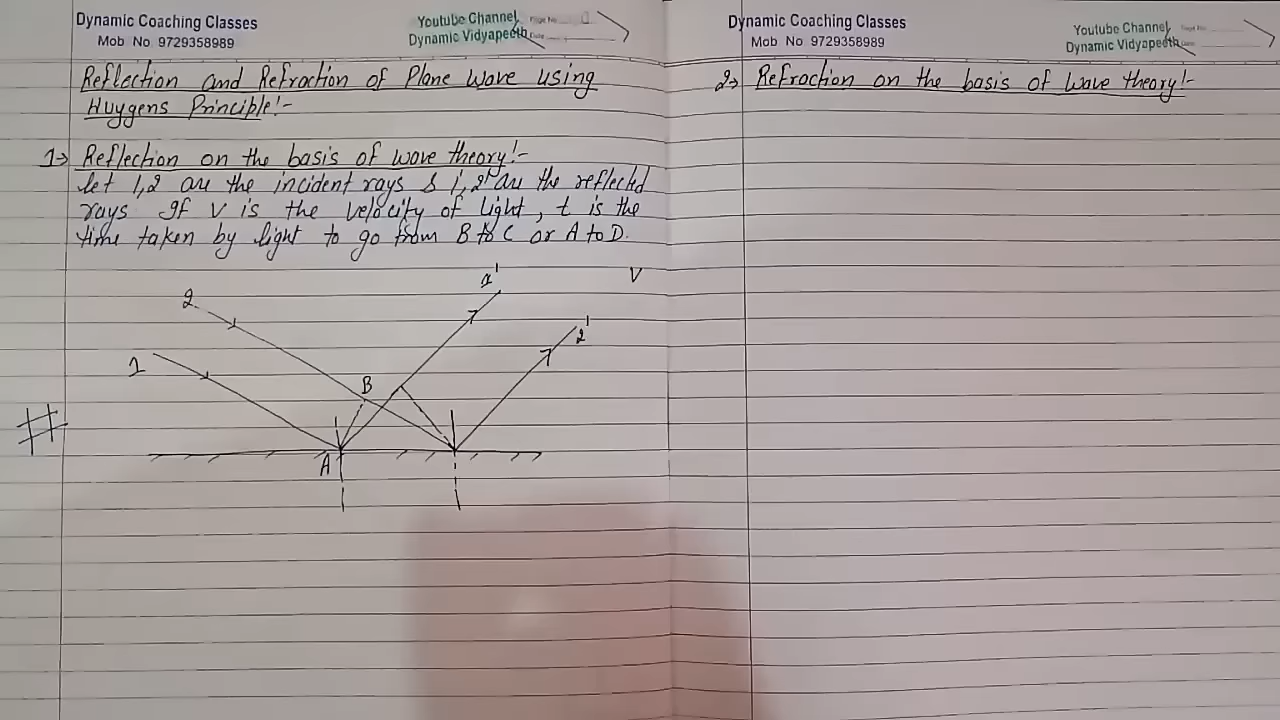 Dynamic Coaching Classes
Mob No 9729358989
Youtube Channel
Dynamic Vidyapeeth
Reflection and Refraction of Plane wave using
Huygens Principle!-
1→ Reflection on the basis of wave theory!-
Let 1,2 are the incident rays & 1', 2' are the reflected
rays If V is the velocity of light, t is the
time taken by light to go from B to C or A to D.
2
1
B
A
2'
V
Dynamic Coaching Classes
Mob No 9729358989
Youtube Channel
Dynamic Vidyapeeth
2→ Refraction on the basis of wave theory!-